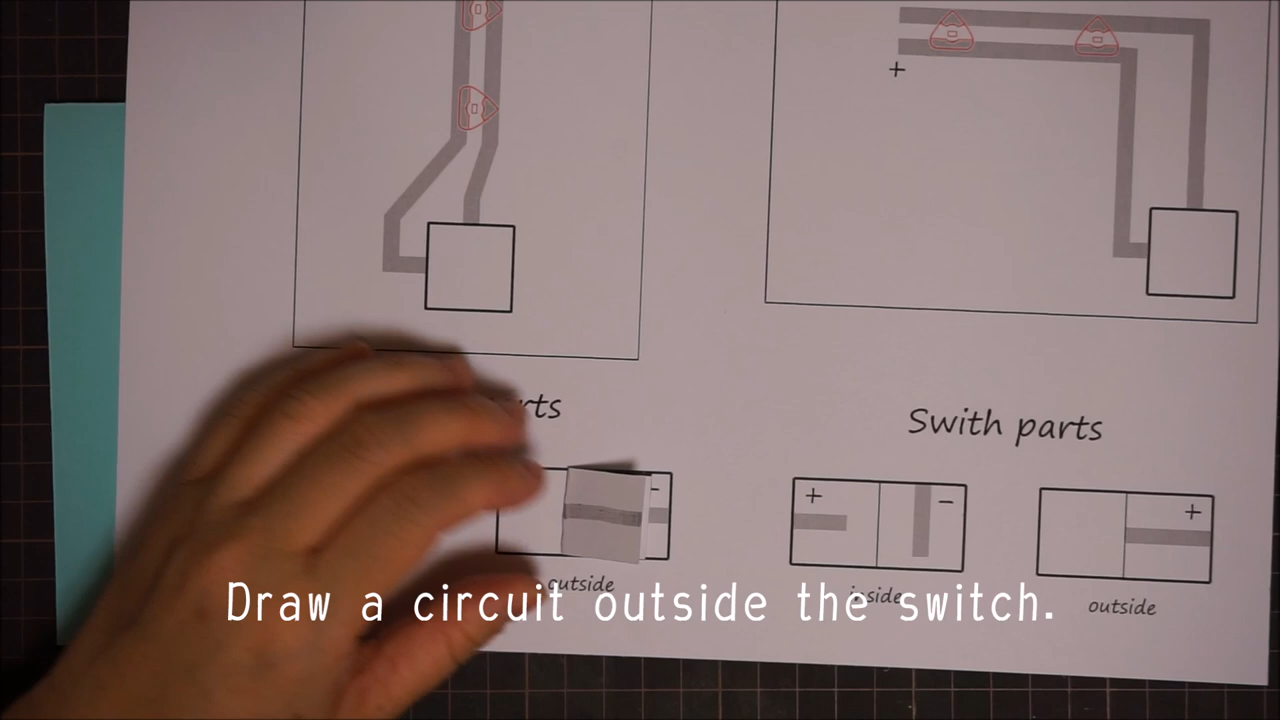 +
rts
Swith parts
-
+
-
+
outside
inside
outside
Draw a circuit outside the switch.